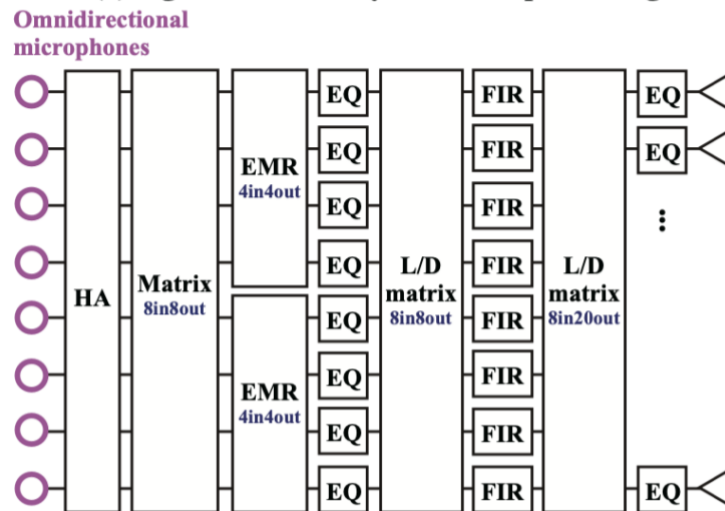 Omnidirectional
microphones
HA
Matrix
8in8out
EMR
4in4out
EMR
4in4out
EQ
EQ
EQ
EQ
EQ
EQ
EQ
EQ
L/D
matrix
8in8out
FIR
FIR
FIR
FIR
FIR
FIR
FIR
FIR
L/D
matrix
8in20out
EQ
EQ
⋮
EQ